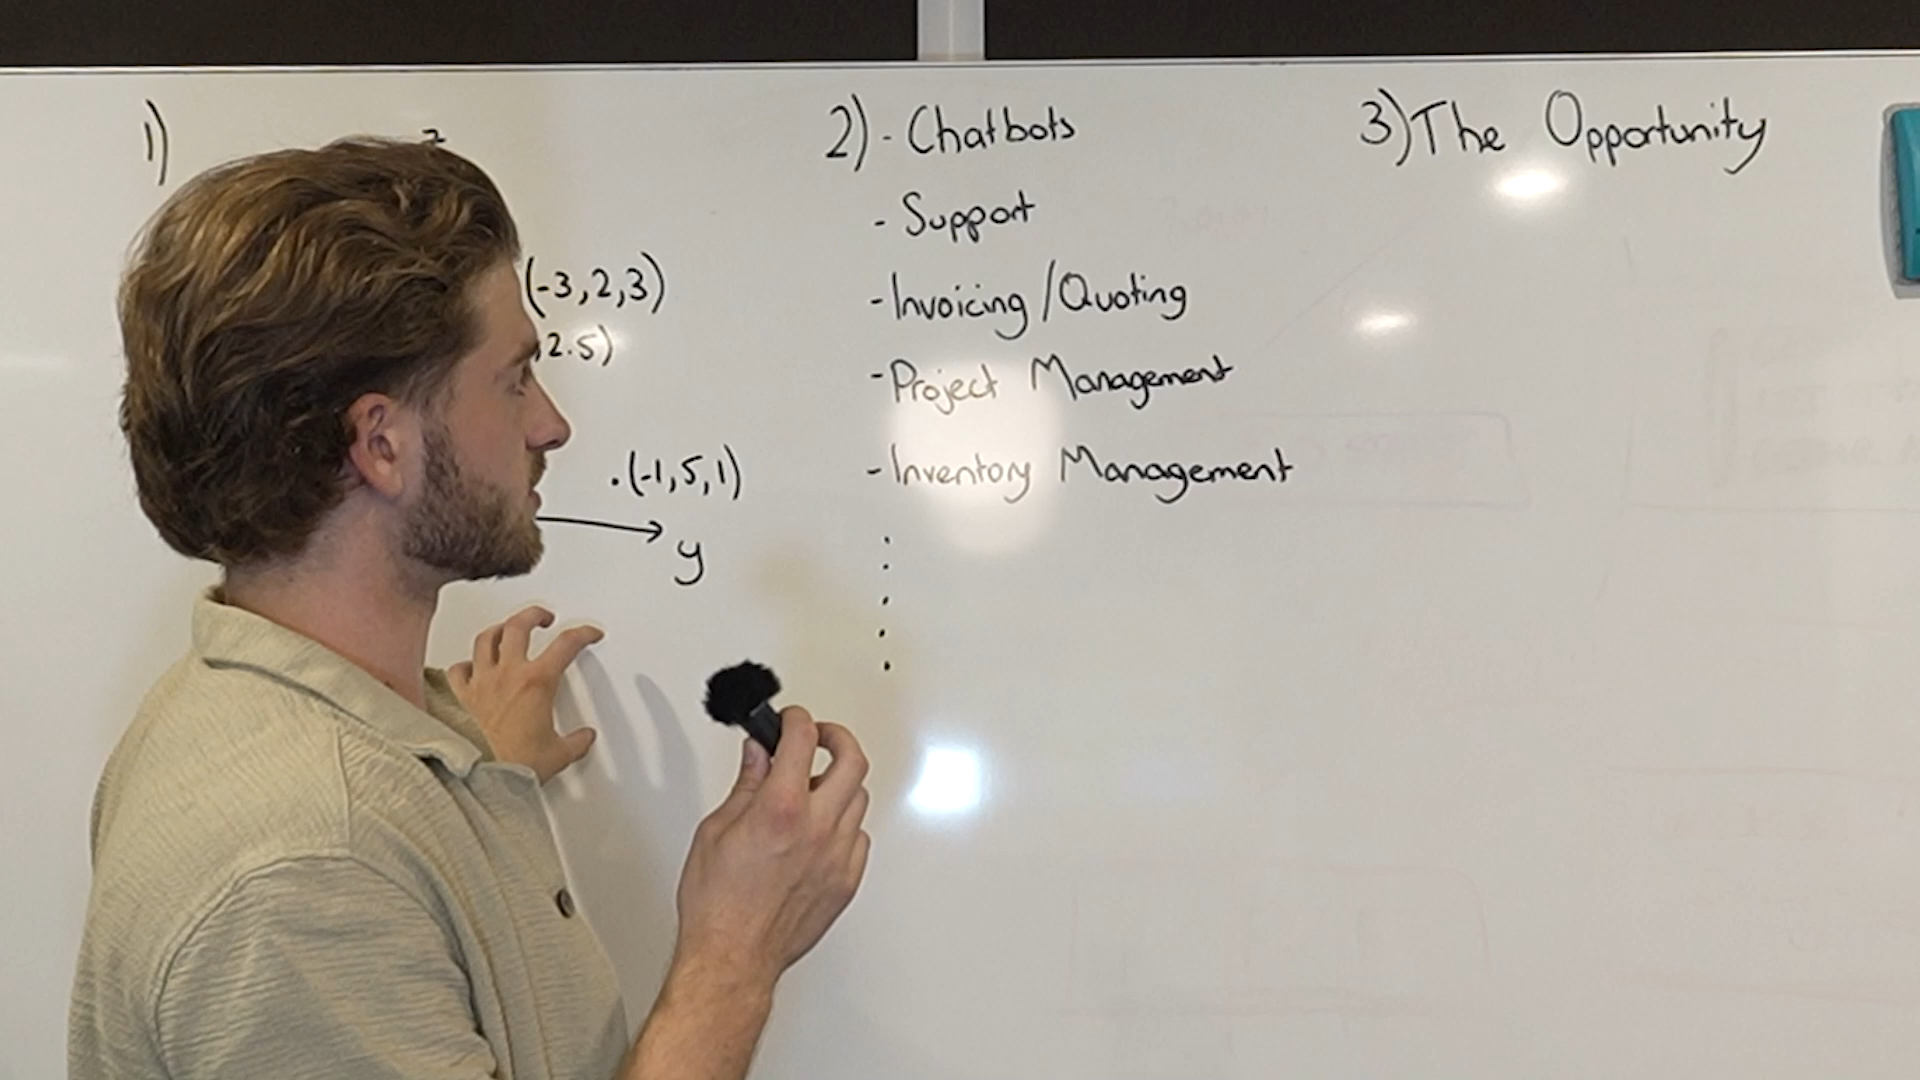 1)
z
(-3,2,3)
,2.5)
.(-1,5,1)
y
2) - Chatbots
- Support
- Invoicing / Quoting
- Project Management
- Inventory Management
3) The Opportunity